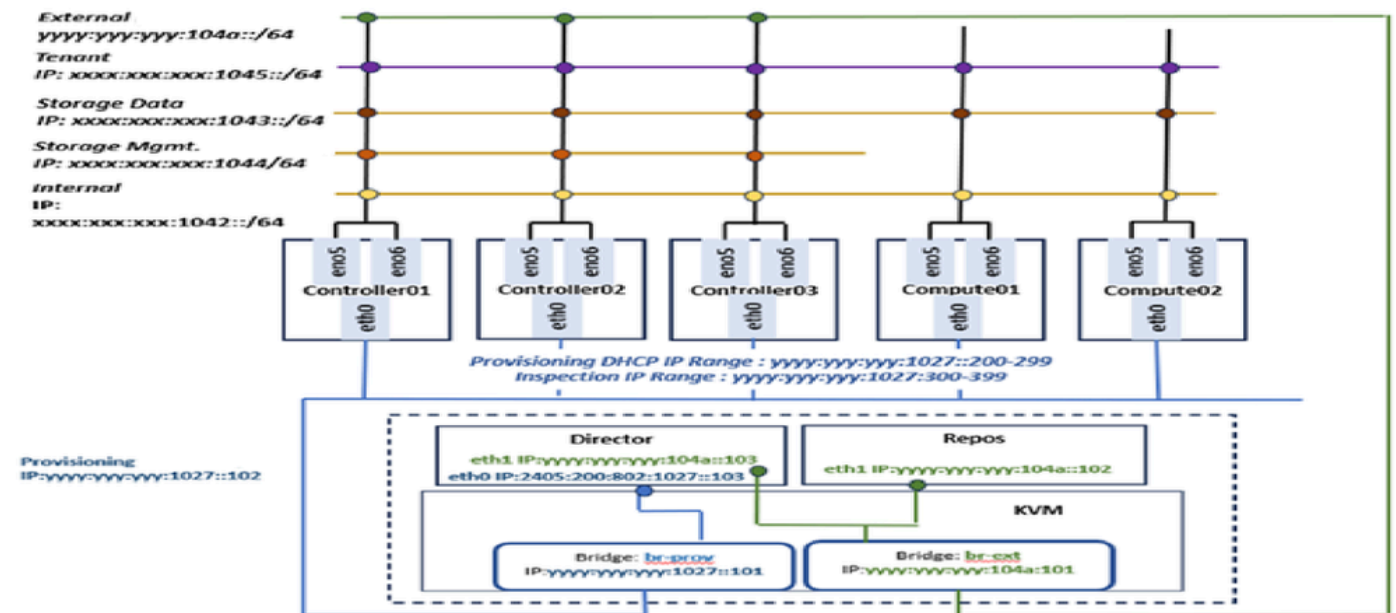 External
yyyy:yyy:yyy:104a::/64
Tenant
IP: xxxx:xxx:xxx:1045::/64
Storage Data
IP: xxxx:xxx:xxx:1043::/64
Storage Mgmt.
IP: xxxx:xxx:xxx:1044/64
Internal
IP:
xxxx:xxx:xxx:1042::/64
eno5 eno6 eno5 eno6 eno5 eno6 eno5 eno6 eno5 eno6
Controller01 Controller02 Controller03 Compute01 Compute02
eth0 eth0 eth0 eth0 eth0
Provisioning DHCP IP Range : yyyy:yyy:yyy:1027::200-299
Inspection IP Range : yyyy:yyy:yyy:1027:300-399
Provisioning
IP:yyyy:yyy:yyy:1027::102
Director
eth1 IP:yyyy:yyy:yyy:104a::103
eth0 IP:2405:200:802:1027::103
Repos
eth1 IP:yyyy:yyy:yyy:104a::102
KVM
Bridge: br-prov
IP:yyyy:yyy:yyy:1027::101
Bridge: br-ext
IP:yyyy:yyy:yyy:104a:101